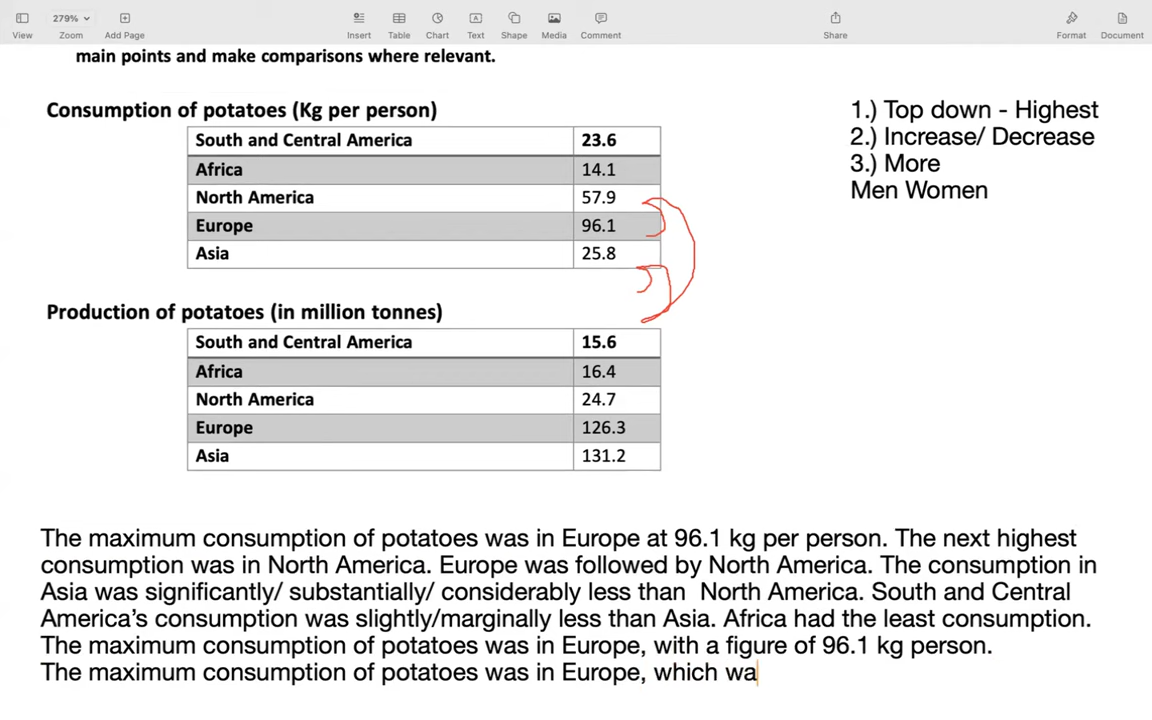 279%
View Zoom Add Page Insert Table Chart Text Shape Media Comment Share Format Document
main points and make comparisons where relevant.
Consumption of potatoes (Kg per person)
South and Central America 23.6
Africa 14.1
North America 57.9
Europe 96.1
Asia 25.8
1.) Top down - Highest
2.) Increase/ Decrease
3.) More
Men Women
Production of potatoes (in million tonnes)
South and Central America 15.6
Africa 16.4
North America 24.7
Europe 126.3
Asia 131.2
The maximum consumption of potatoes was in Europe at 96.1 kg per person. The next highest
consumption was in North America. Europe was followed by North America. The consumption in
Asia was significantly/ substantially/ considerably less than  North America. South and Central
America’s consumption was slightly/marginally less than Asia. Africa had the least consumption.
The maximum consumption of potatoes was in Europe, with a figure of 96.1 kg person.
The maximum consumption of potatoes was in Europe, which wa